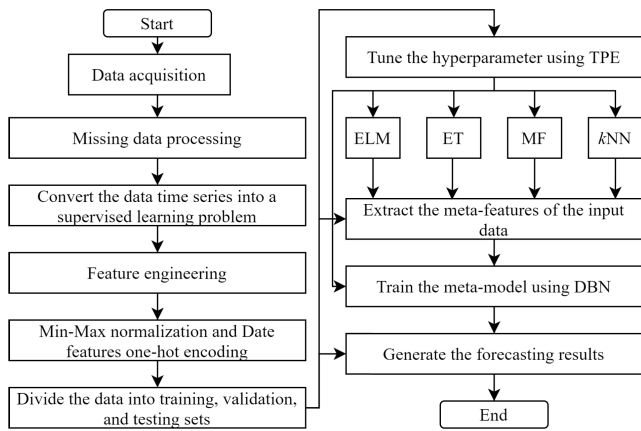 Start
Data acquisition
Missing data processing
Convert the data time series into a
supervised learning problem
Feature engineering
Min-Max normalization and Date
features one-hot encoding
Divide the data into training, validation,
and testing sets
Tune the hyperparameter using TPE
ELM
ET
MF
kNN
Extract the meta-features of the input
data
Train the meta-model using DBN
Generate the forecasting results
End